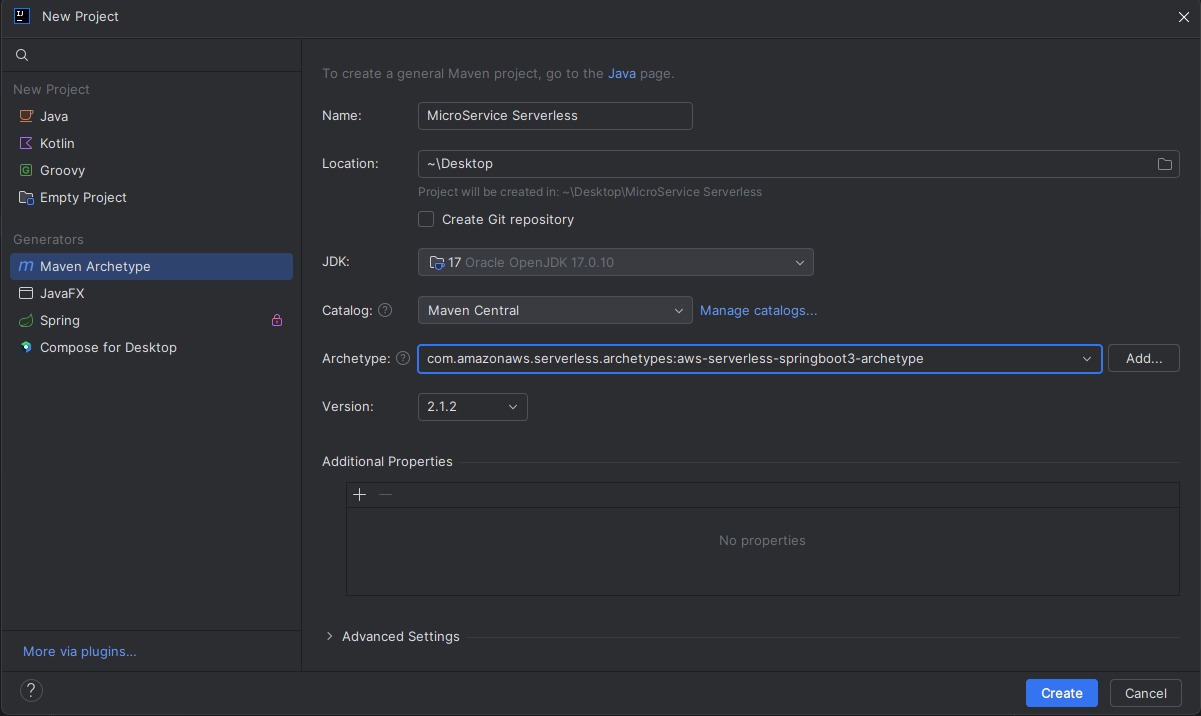 New Project
To create a general Maven project, go to the Java page.
New Project
Java
Kotlin
Groovy
Empty Project
Generators
Maven Archetype
JavaFX
Spring
Compose for Desktop
More via plugins...
Name: MicroService Serverless
Location: ~\Desktop
Project will be created in: ~\Desktop\MicroService Serverless
Create Git repository
JDK: 17 Oracle OpenJDK 17.0.10
Catalog: ? Maven Central Manage catalogs...
Archetype: ? com.amazonaws.serverless.archetypes:aws-serverless-springboot3-archetype Add...
Version: 2.1.2
Additional Properties
No properties
Advanced Settings
? Create Cancel